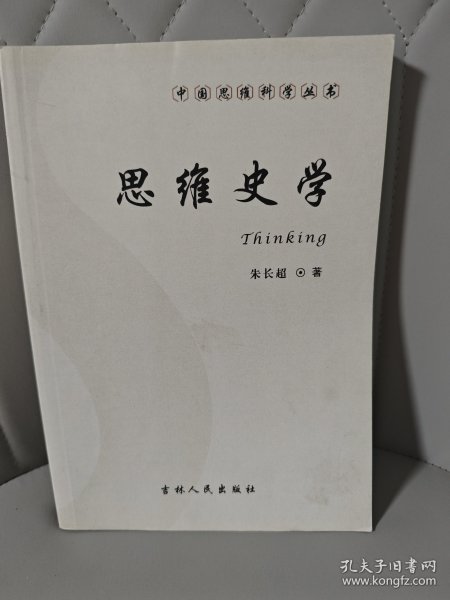 中国思维科学丛书
思维史学
Thinking
朱长超 ⊙ 著
吉林人民出版社
孔夫子旧书网
www.kongfz.com